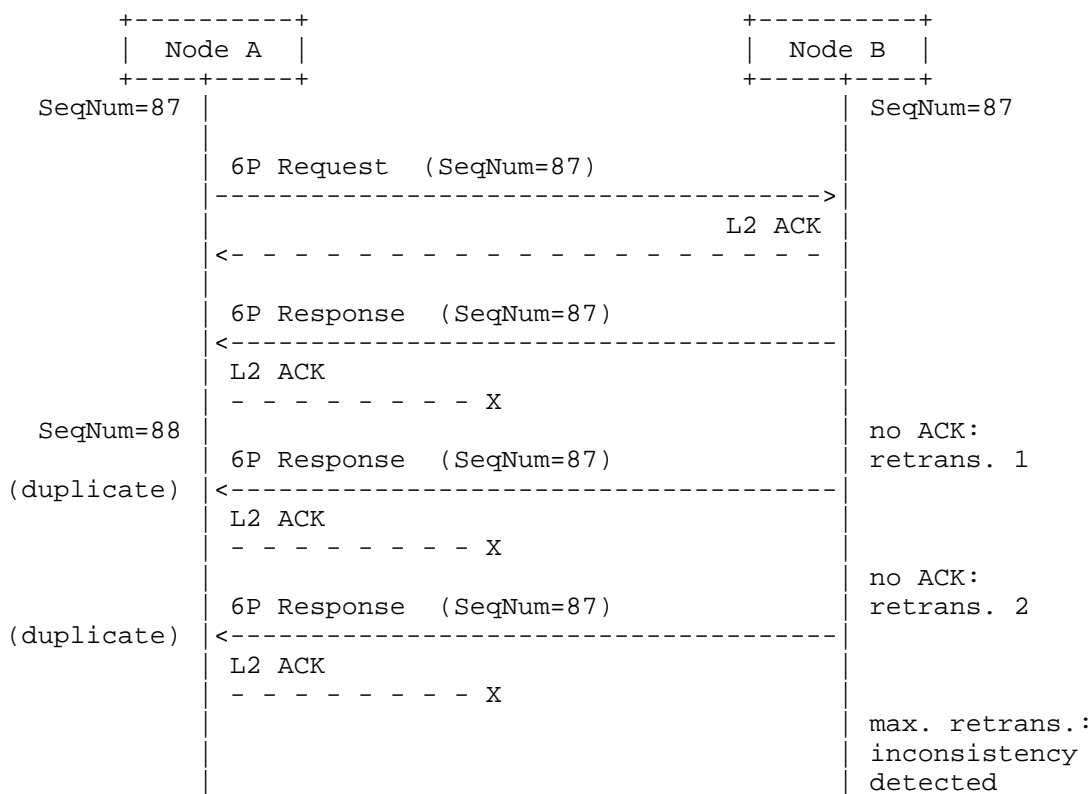 Node A Node B
SeqNum=87 SeqNum=87
6P Request (SeqNum=87)
L2 ACK
6P Response (SeqNum=87)
L2 ACK
X
SeqNum=88 no ACK:
6P Response (SeqNum=87) retrans. 1
(duplicate)
L2 ACK
X
no ACK:
6P Response (SeqNum=87) retrans. 2
(duplicate)
L2 ACK
X
max. retrans.:
inconsistency
detected